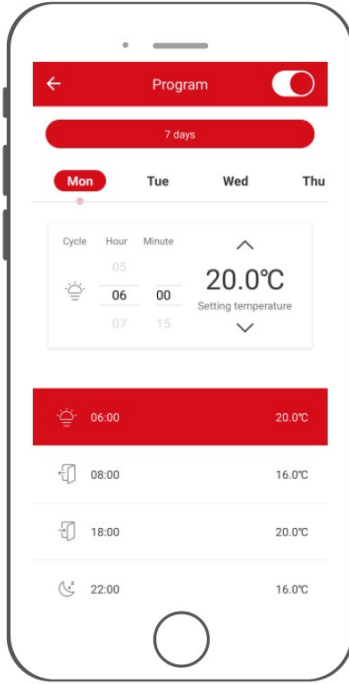 Program
7 days
Mon Tue Wed Thu
Cycle Hour Minute
05
06 00
07 15
20.0℃
Setting temperature
06:00 20.0℃
08:00 16.0℃
18:00 20.0℃
22:00 16.0℃